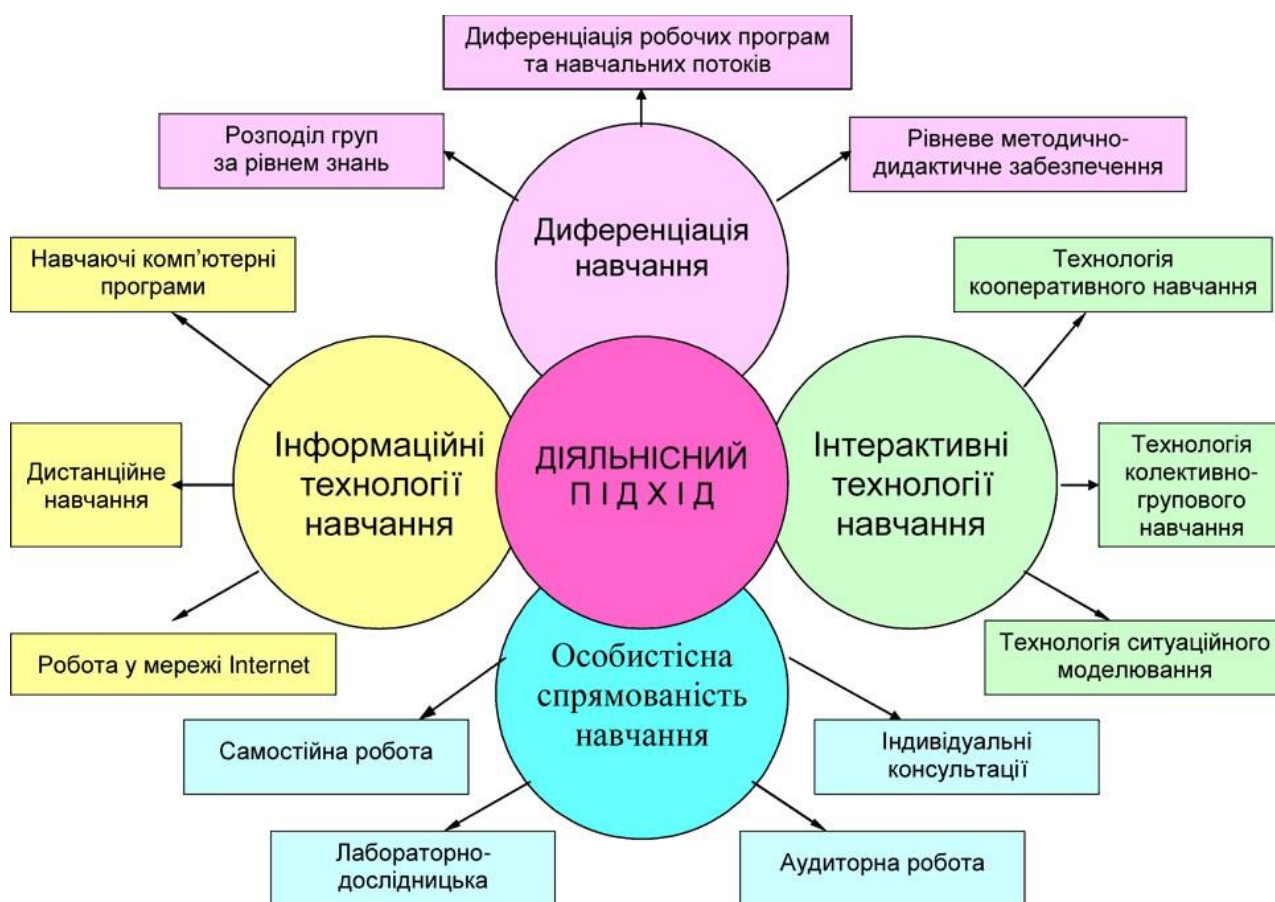 Диференціація робочих програм
та навчальних потоків
Розподіл груп
за рівнем знань
Рівневе методично-
дидактичне забезпечення
Диференціація
навчання
Навчаючі комп’ютерні
програми
Технологія
кооперативного навчання
Інформаційні
технології
навчання
ДІЯЛЬНІСНИЙ
П І Д Х І Д
Інтерактивні
технології
навчання
Дистанційне
навчання
Технологія
колективно-
групового
навчання
Робота у мережі Internet
Технологія ситуаційного
моделювання
Особистісна
спрямованість
навчання
Самостійна робота
Індивідуальні
консультації
Лабораторно-
дослідницька
Аудиторна робота